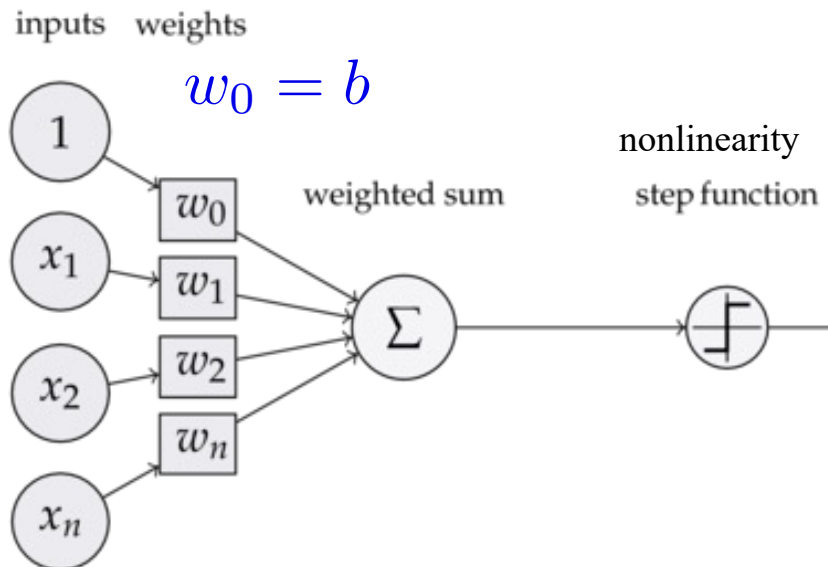 inputs weights
w₀ = b
1
w₀
x₁
w₁
x₂
w₂
xₙ
wₙ
weighted sum
Σ
nonlinearity
step function